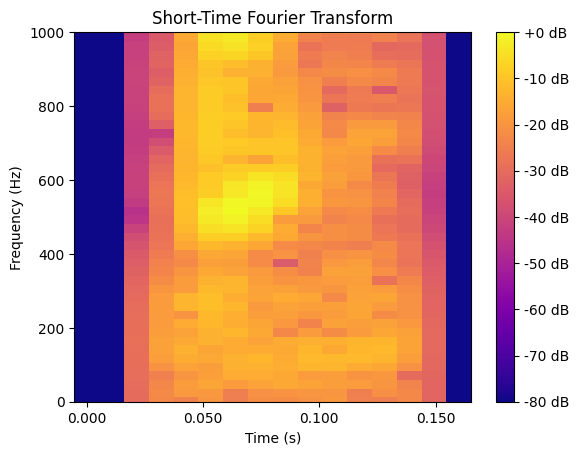 Short-Time Fourier Transform
1000
800
600
400
200
0
Frequency (Hz)
0.000
0.050
0.100
0.150
Time (s)
+0 dB
-10 dB
-20 dB
-30 dB
-40 dB
-50 dB
-60 dB
-70 dB
-80 dB